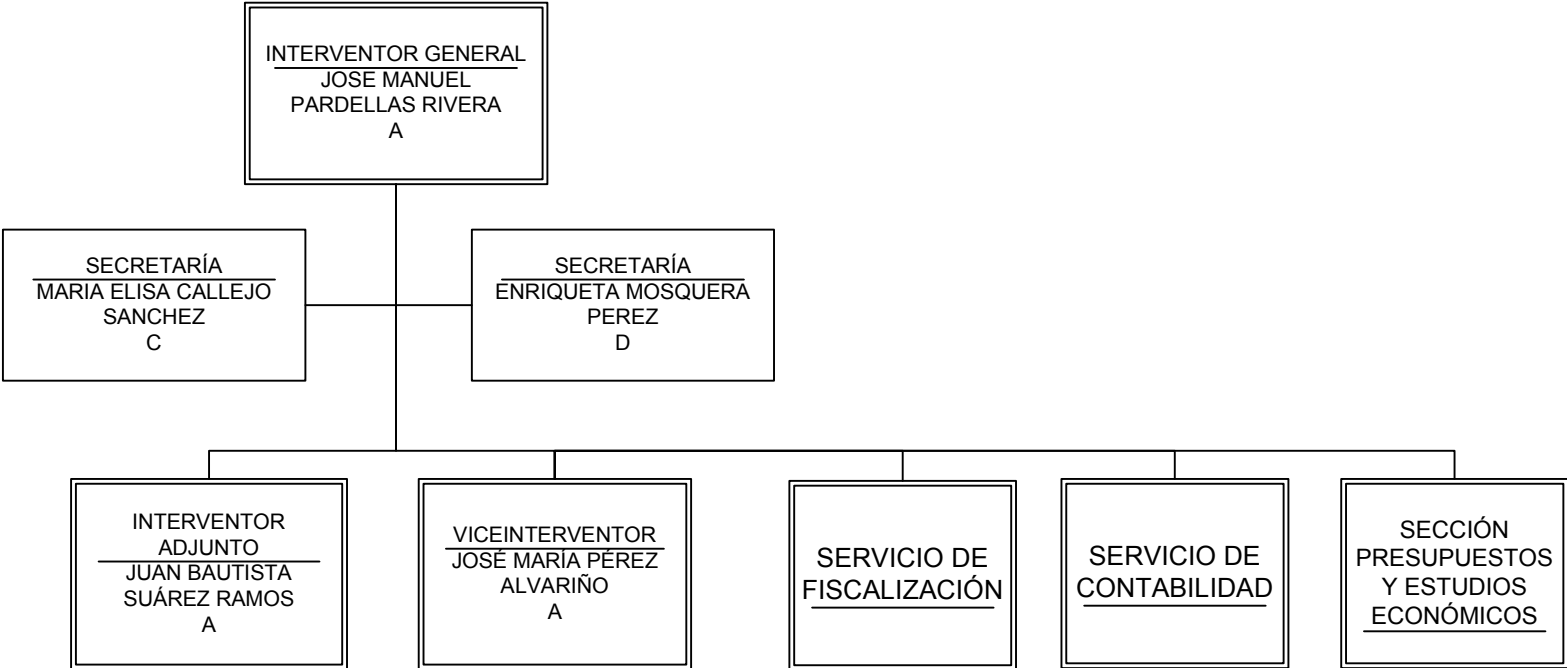 INTERVENTOR GENERAL
JOSE MANUEL
PARDELLAS RIVERA
A
SECRETARÍA
MARIA ELISA CALLEJO
SANCHEZ
C
SECRETARÍA
ENRIQUETA MOSQUERA
PEREZ
D
INTERVENTOR
ADJUNTO
JUAN BAUTISTA
SUÁREZ RAMOS
A
VICEINTERVENTOR
JOSÉ MARÍA PÉREZ
ALVARIÑO
A
SERVICIO DE
FISCALIZACIÓN
SERVICIO DE
CONTABILIDAD
SECCIÓN
PRESUPUESTOS
Y ESTUDIOS
ECONÓMICOS